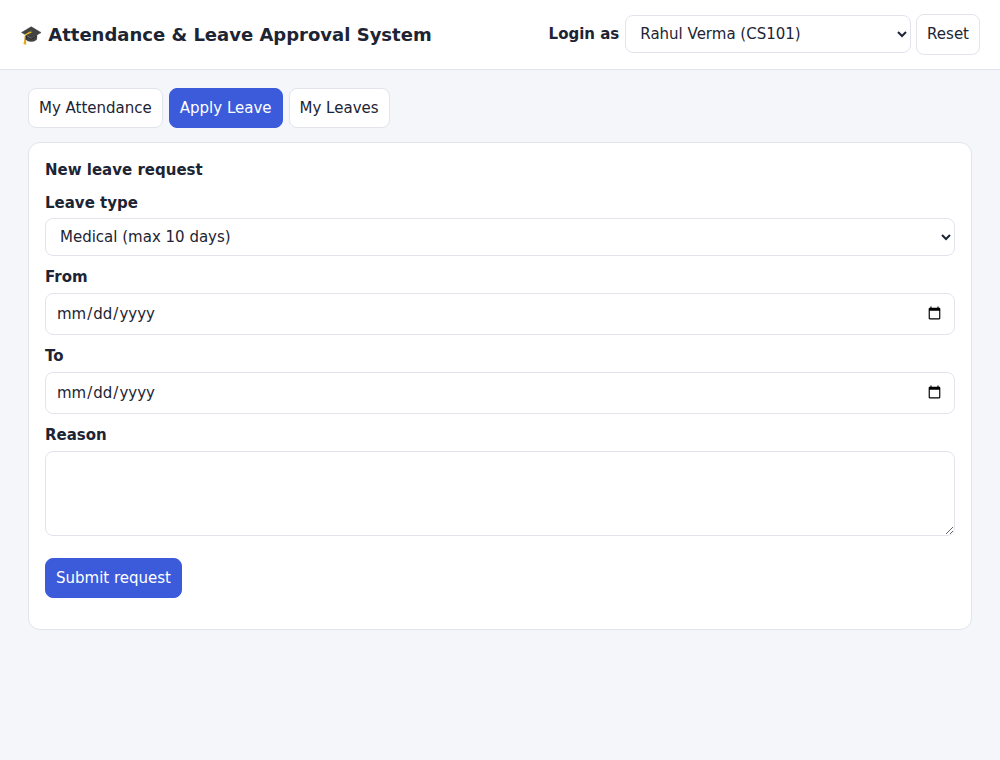 🎓 Attendance & Leave Approval System
Login as Rahul Verma (CS101) Reset
My Attendance Apply Leave My Leaves
New leave request
Leave type
Medical (max 10 days)
From
mm/dd/yyyy
To
mm/dd/yyyy
Reason
Submit request